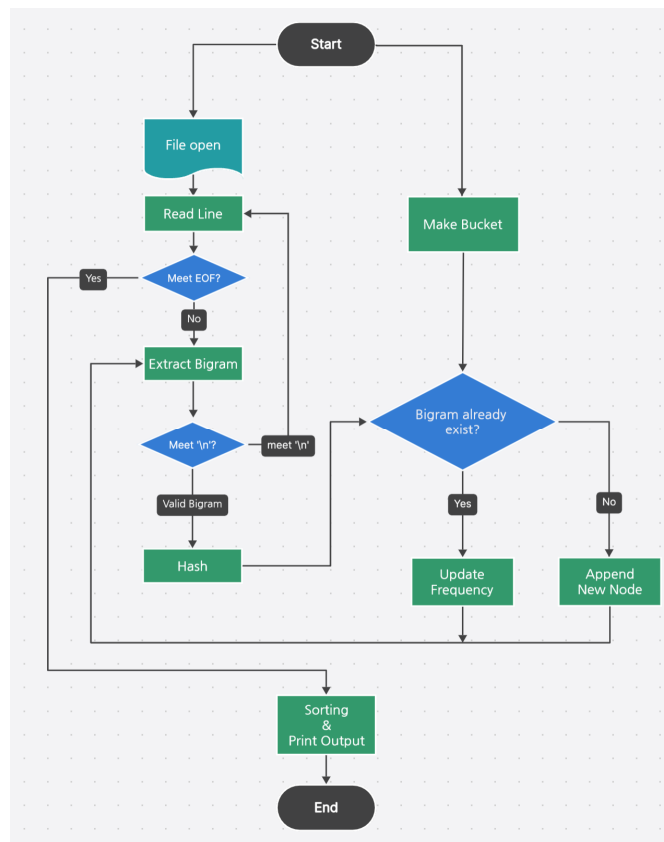 Start
File open
Read Line
Make Bucket
Meet EOF?
Yes
No
Extract Bigram
Bigram already
exist?
Meet '\n'?
meet '\n'
Valid Bigram
Yes
No
Hash
Update
Frequency
Append
New Node
Sorting
&
Print Output
End